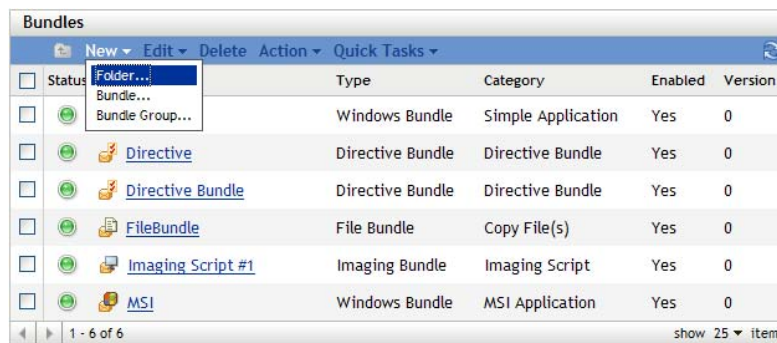 Bundles
New Edit Delete Action Quick Tasks
Status Type Category Enabled Version
Folder...
Bundle...
Bundle Group...
Windows Bundle Simple Application Yes 0
Directive Directive Bundle Directive Bundle Yes 0
Directive Bundle Directive Bundle Directive Bundle Yes 0
FileBundle File Bundle Copy File(s) Yes 0
Imaging Script #1 Imaging Bundle Imaging Script Yes 0
MSI Windows Bundle MSI Application Yes 0
1 - 6 of 6 show 25 item